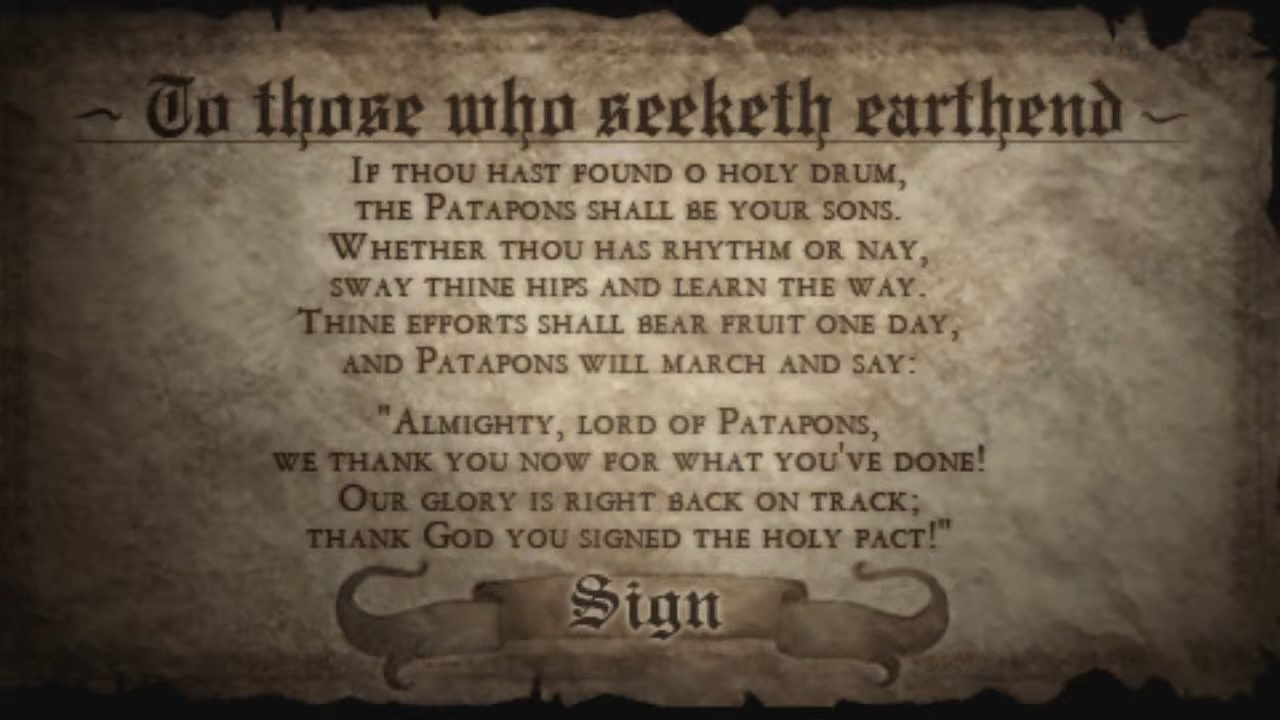 ~ To those who seeketh earthend ~
If thou hast found o holy drum,
the Patapons shall be your sons.
Whether thou has rhythm or nay,
sway thine hips and learn the way.
Thine efforts shall bear fruit one day,
and Patapons will march and say:
"Almighty, lord of Patapons,
we thank you now for what you've done!
Our glory is right back on track;
thank God you signed the holy pact!"
Sign